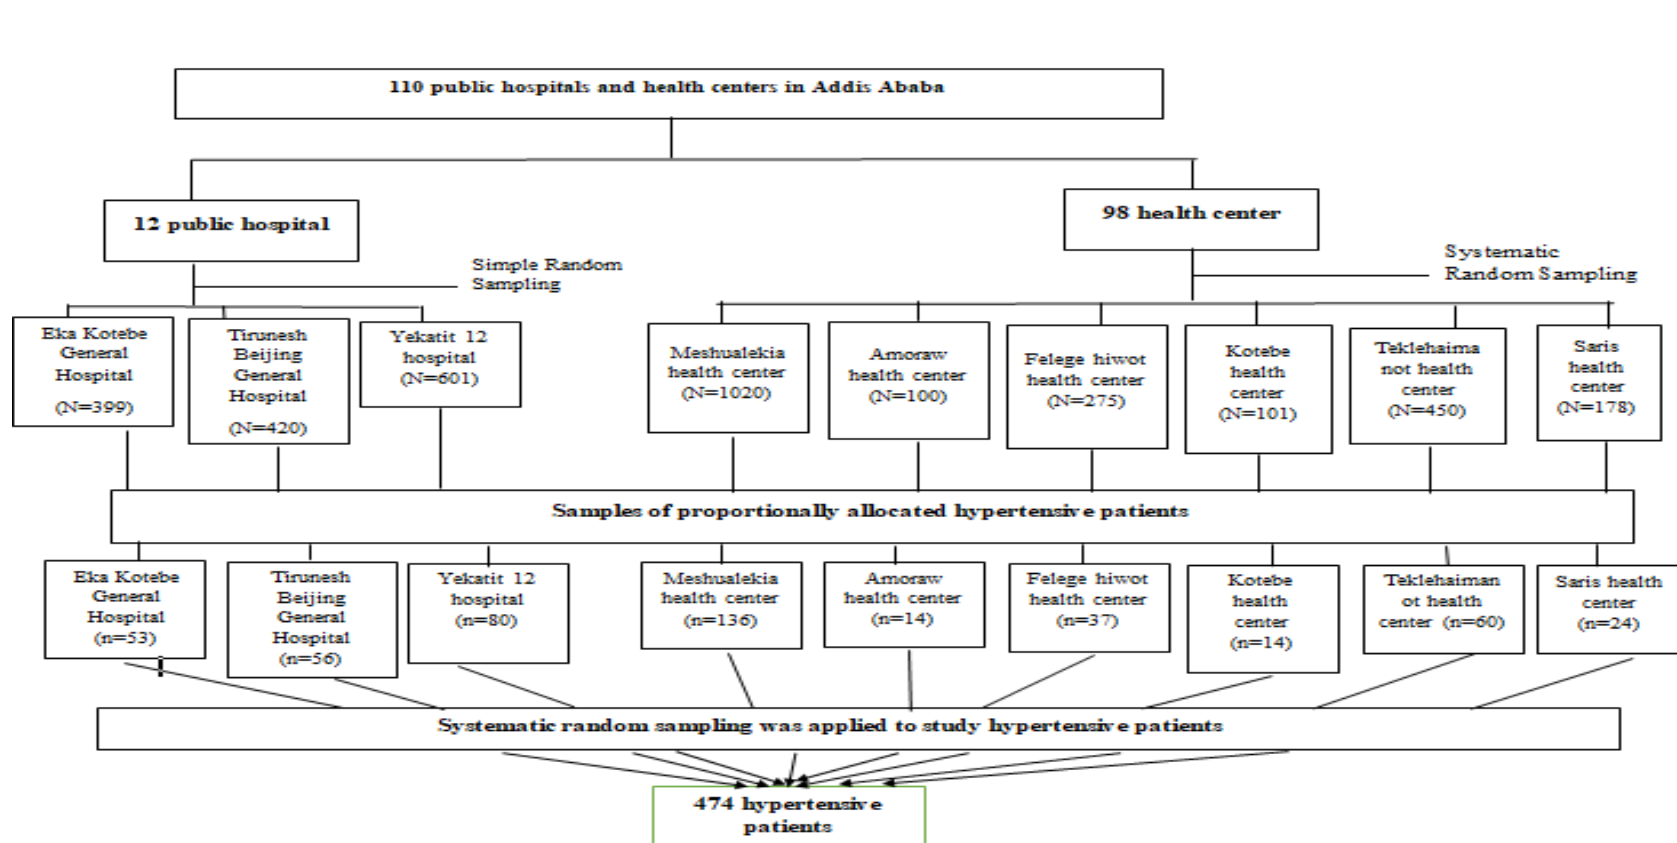 110 public hospitals and health centers in Addis Ababa
12 public hospital
98 health center
Simple Random
Sampling
Systematic
Random Sampling
Eka Kotebe
General
Hospital
(N=399)
Tirunesh
Beijing
General
Hospital
(N=420)
Yekatit 12
hospital
(N=601)
Meshualekia
health center
(N=1020)
Amoraw
health center
(N=100)
Felege hiwot
health center
(N=275)
Kotebe
health
center
(N=101)
Teklehaima
not health
center
(N=450)
Saris
health
center
(N=178)
Samples of proportionally allocated hypertensive patients
Eka Kotebe
General
Hospital
(n=53)
Tirunesh
Beijing
General
Hospital
(n=56)
Yekatit 12
hospital
(n=80)
Meshualekia
health center
(n=136)
Amoraw
health center
(n=14)
Felege hiwot
health center
(n=37)
Kotebe
health
center
(n=14)
Teklehaiman
ot health
center (n=60)
Saris health
center
(n=24)
Systematic random sampling was applied to study hypertensive patients
474 hypertensive
patients